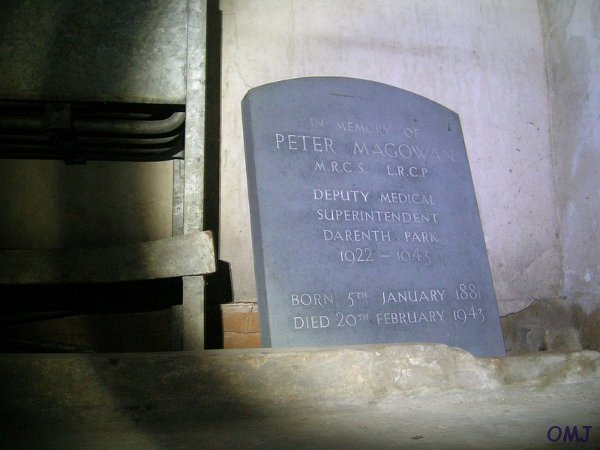 IN MEMORY OF
PETER MAGOWAN
M.R.C.S. L.R.C.P
DEPUTY MEDICAL
SUPERINTENDENT
DARENTH PARK
1922 - 1943
BORN 5TH JANUARY 1881
DIED 20TH FEBRUARY 1943
OMJ